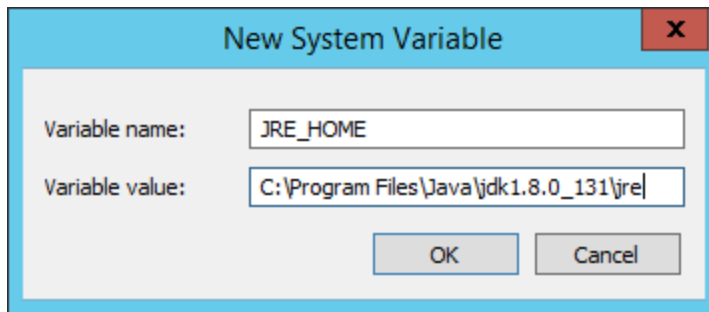 New System Variable
x
Variable name: JRE_HOME
Variable value: C:\Program Files\Java\jdk1.8.0_131\jre
OK Cancel